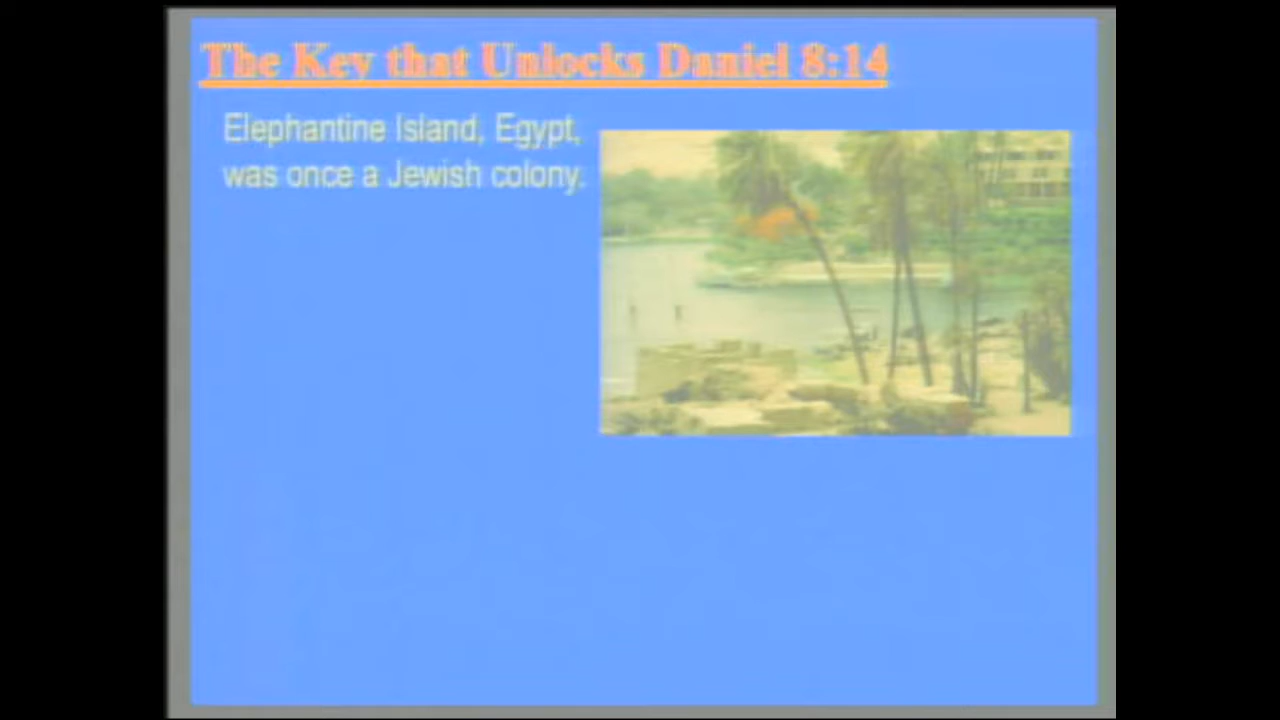 The Key that Unlocks Daniel 8:14
Elephantine Island, Egypt,
was once a Jewish colony.